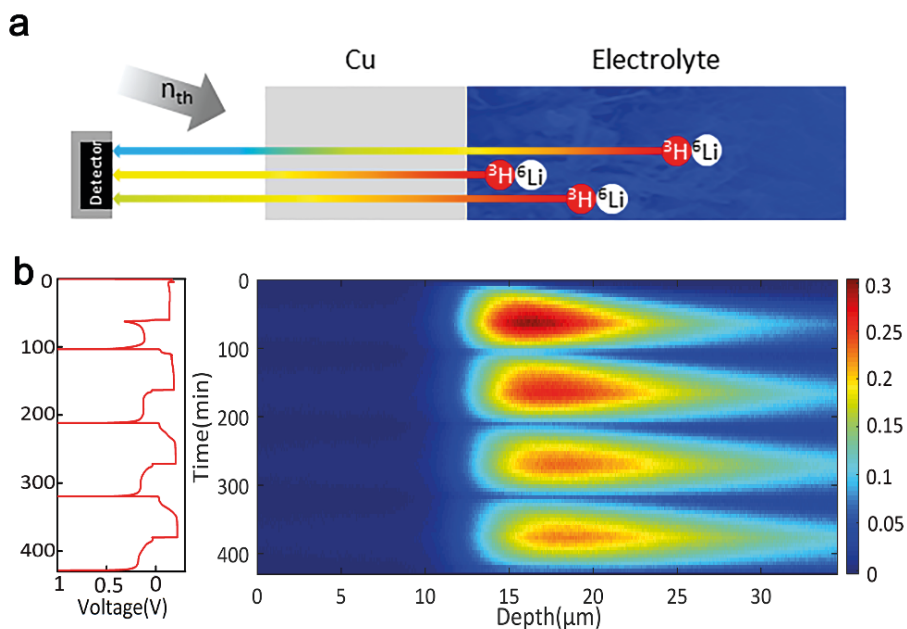 a
Cu
Electrolyte
n_th
Detector
³H ⁶Li
³H ⁶Li
³H ⁶Li
b
0
100
200
300
400
1 0.5 0
Voltage(V)
Time(min)
0
100
200
300
400
0 5 10 15 20 25 30
Depth(μm)
0.3
0.25
0.2
0.15
0.1
0.05
0